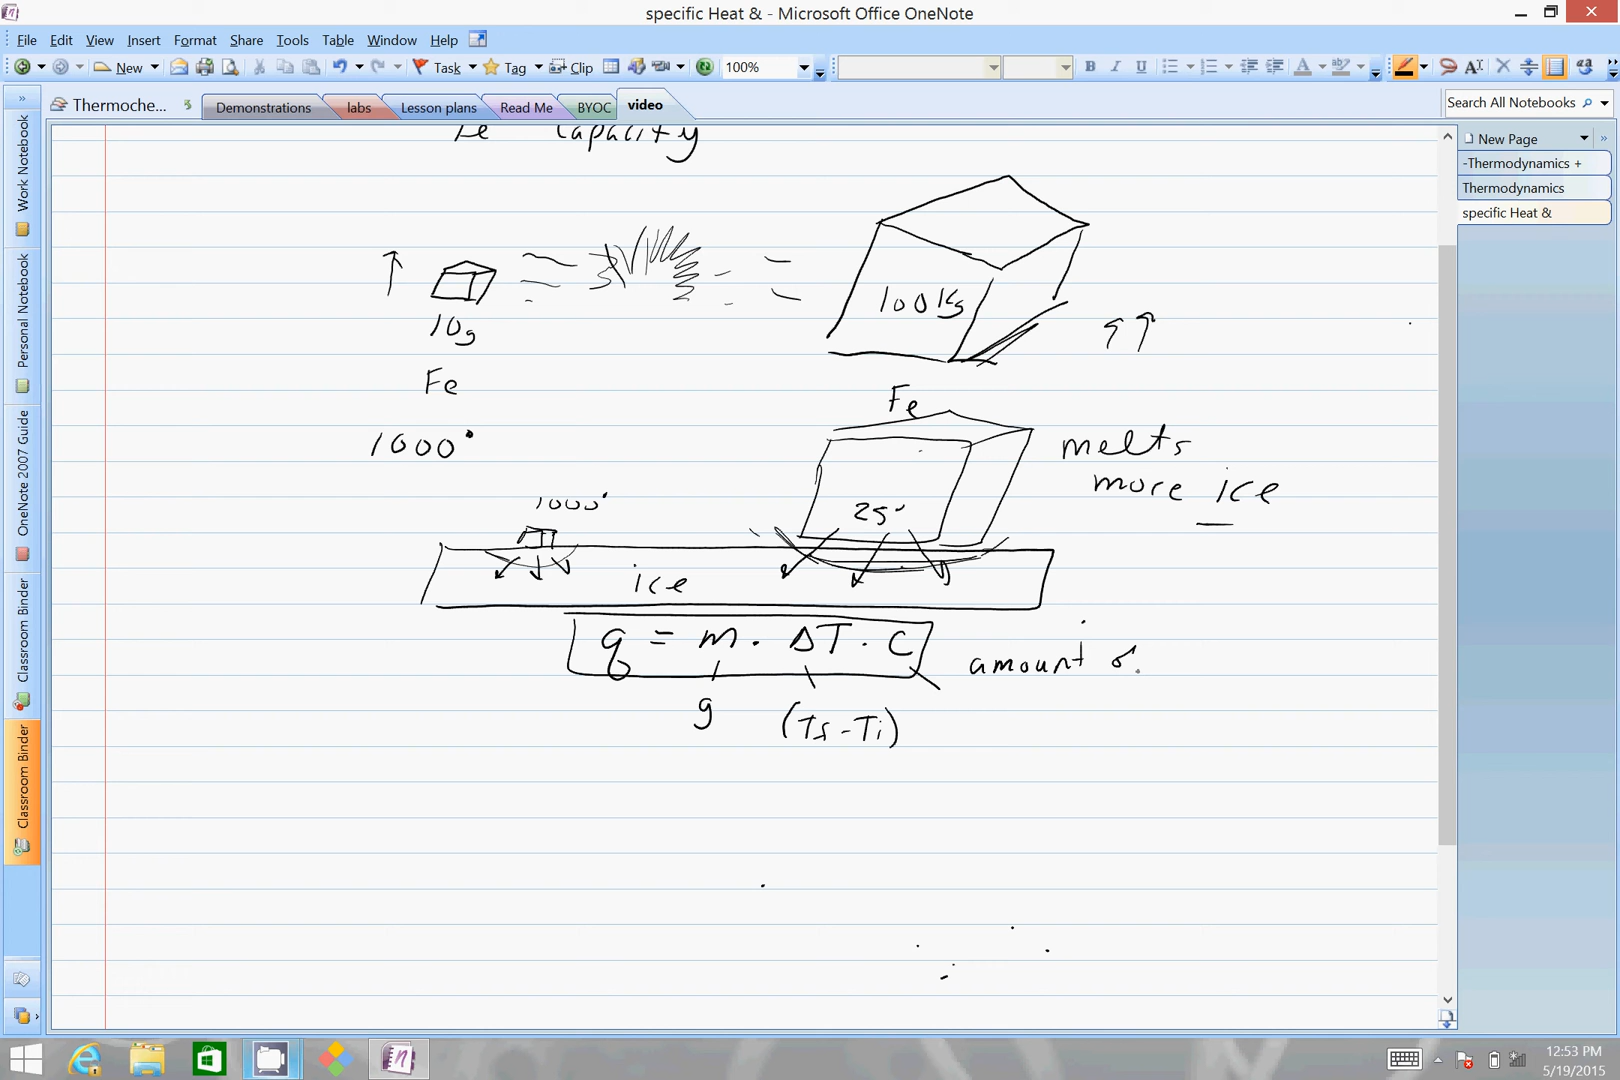 specific Heat & - Microsoft Office OneNote
File Edit View Insert Format Share Tools Table Window Help
New Task Tag Clip 100% B I U A
Thermoche... Demonstrations labs Lesson plans Read Me BYOC video
Search All Notebooks
New Page
-Thermodynamics +
Thermodynamics
specific Heat &
Work Notebook
Personal Notebook
OneNote 2007 Guide
Classroom Binder
Classroom Binder
Fe capacity
100Kg
10g
Fe
Fe
1000°
melts
more ice
1000°
25°
ice
q = m · ΔT · C
amount o
g
(Tf - Ti)
12:53 PM
5/19/2015